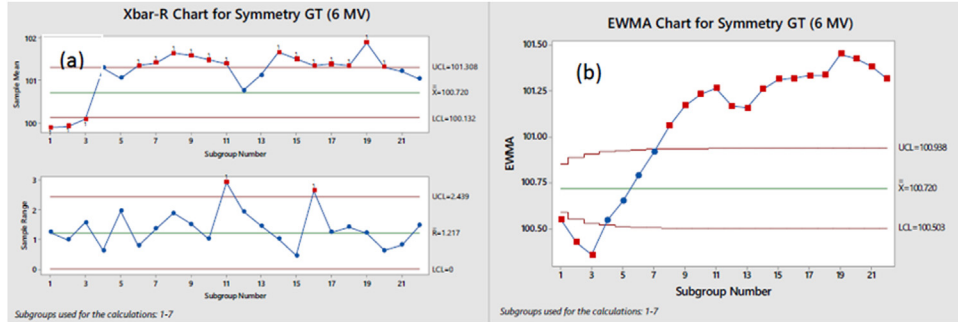 Xbar-R Chart for Symmetry GT (6 MV)
(a)
Sample Mean
102
101
100
UCL=101.308
X=100.720
LCL=100.132
1 3 5 7 9 11 13 15 17 19 21
Subgroup Number
Sample Range
3
2
1
0
UCL=2.439
R=1.217
LCL=0
1 3 5 7 9 11 13 15 17 19 21
Subgroup Number
Subgroups used for the calculations: 1-7
EWMA Chart for Symmetry GT (6 MV)
(b)
EWMA
101.50
101.25
101.00
100.75
100.50
UCL=100.938
X=100.720
LCL=100.503
1 3 5 7 9 11 13 15 17 19 21
Subgroup Number
Subgroups used for the calculations: 1-7